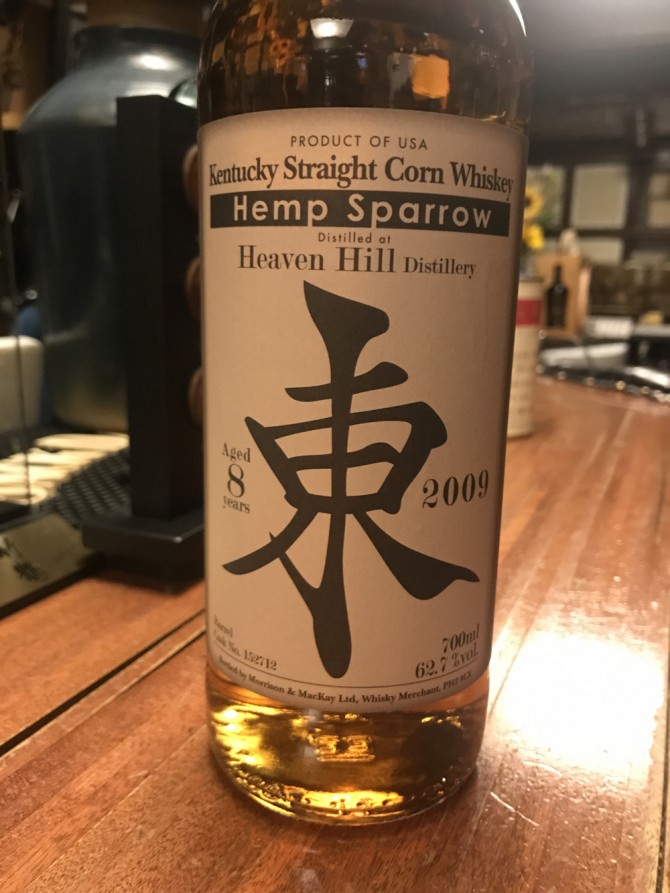 PRODUCT OF USA
Kentucky Straight Corn Whiskey
Hemp Sparrow
Distilled at
Heaven Hill Distillery
東
Aged
8
years
2009
Barrel
Cask No. 152712
700ml
62.7%vol
Bottled by Morrison & MacKay Ltd, Whisky Merchant, PH1